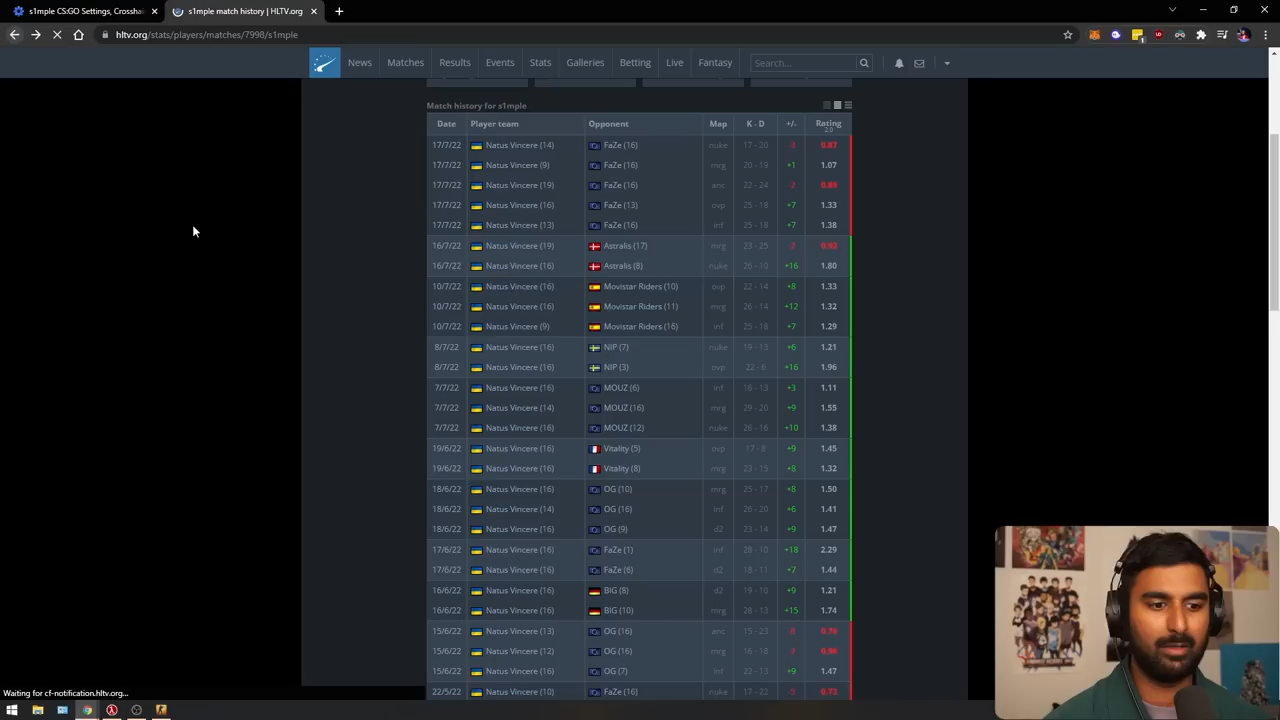 s1mple CS:GO Settings, Crosshai
s1mple match history | HLTV.org
hltv.org/stats/players/matches/7998/s1mple
News Matches Results Events Stats Galleries Betting Live Fantasy Search...
Match history for s1mple
Date Player team Opponent Map K - D +/- Rating 2.0
17/7/22 Natus Vincere (14) FaZe (16) nuke 17 - 20 -3 0.87
17/7/22 Natus Vincere (9) FaZe (16) mrg 20 - 19 +1 1.07
17/7/22 Natus Vincere (19) FaZe (16) anc 22 - 24 -2 0.89
17/7/22 Natus Vincere (16) FaZe (13) ovp 25 - 18 +7 1.33
17/7/22 Natus Vincere (13) FaZe (16) inf 25 - 18 +7 1.38
16/7/22 Natus Vincere (19) Astralis (17) mrg 23 - 25 -2 0.93
16/7/22 Natus Vincere (16) Astralis (8) nuke 26 - 10 +16 1.80
10/7/22 Natus Vincere (16) Movistar Riders (10) ovp 22 - 14 +8 1.33
10/7/22 Natus Vincere (16) Movistar Riders (11) mrg 26 - 14 +12 1.32
10/7/22 Natus Vincere (9) Movistar Riders (16) inf 25 - 18 +7 1.29
8/7/22 Natus Vincere (16) NIP (7) nuke 19 - 13 +6 1.21
8/7/22 Natus Vincere (16) NIP (3) ovp 22 - 6 +16 1.96
7/7/22 Natus Vincere (16) MOUZ (6) inf 16 - 13 +3 1.11
7/7/22 Natus Vincere (14) MOUZ (16) mrg 29 - 20 +9 1.55
7/7/22 Natus Vincere (16) MOUZ (12) nuke 26 - 16 +10 1.38
19/6/22 Natus Vincere (16) Vitality (5) ovp 17 - 8 +9 1.45
19/6/22 Natus Vincere (16) Vitality (8) mrg 23 - 15 +8 1.32
18/6/22 Natus Vincere (16) OG (10) mrg 25 - 17 +8 1.50
18/6/22 Natus Vincere (14) OG (16) inf 26 - 20 +6 1.41
18/6/22 Natus Vincere (16) OG (9) d2 23 - 14 +9 1.47
17/6/22 Natus Vincere (16) FaZe (1) inf 28 - 10 +18 2.29
17/6/22 Natus Vincere (16) FaZe (6) d2 18 - 11 +7 1.44
16/6/22 Natus Vincere (16) BIG (8) d2 19 - 10 +9 1.21
16/6/22 Natus Vincere (16) BIG (10) mrg 28 - 13 +15 1.74
15/6/22 Natus Vincere (13) OG (16) anc 15 - 23 -8
15/6/22 Natus Vincere (12) OG (16) mrg 16 - 18
15/6/22 Natus Vincere (16) OG (7) inf 22 - 13 +9 1.47
22/5/22 Natus Vincere (10) FaZe (16) nuke 17 - 22 -5 0.73
Waiting for cf-notification.hltv.org...